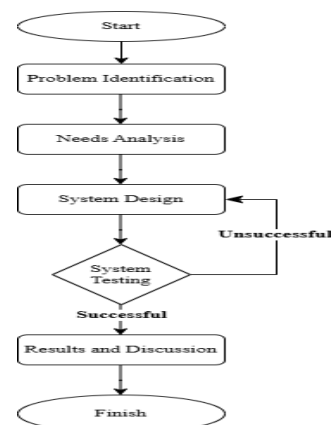 Start
Problem Identification
Needs Analysis
System Design
Unsuccessful
System
Testing
Successful
Results and Discussion
Finish